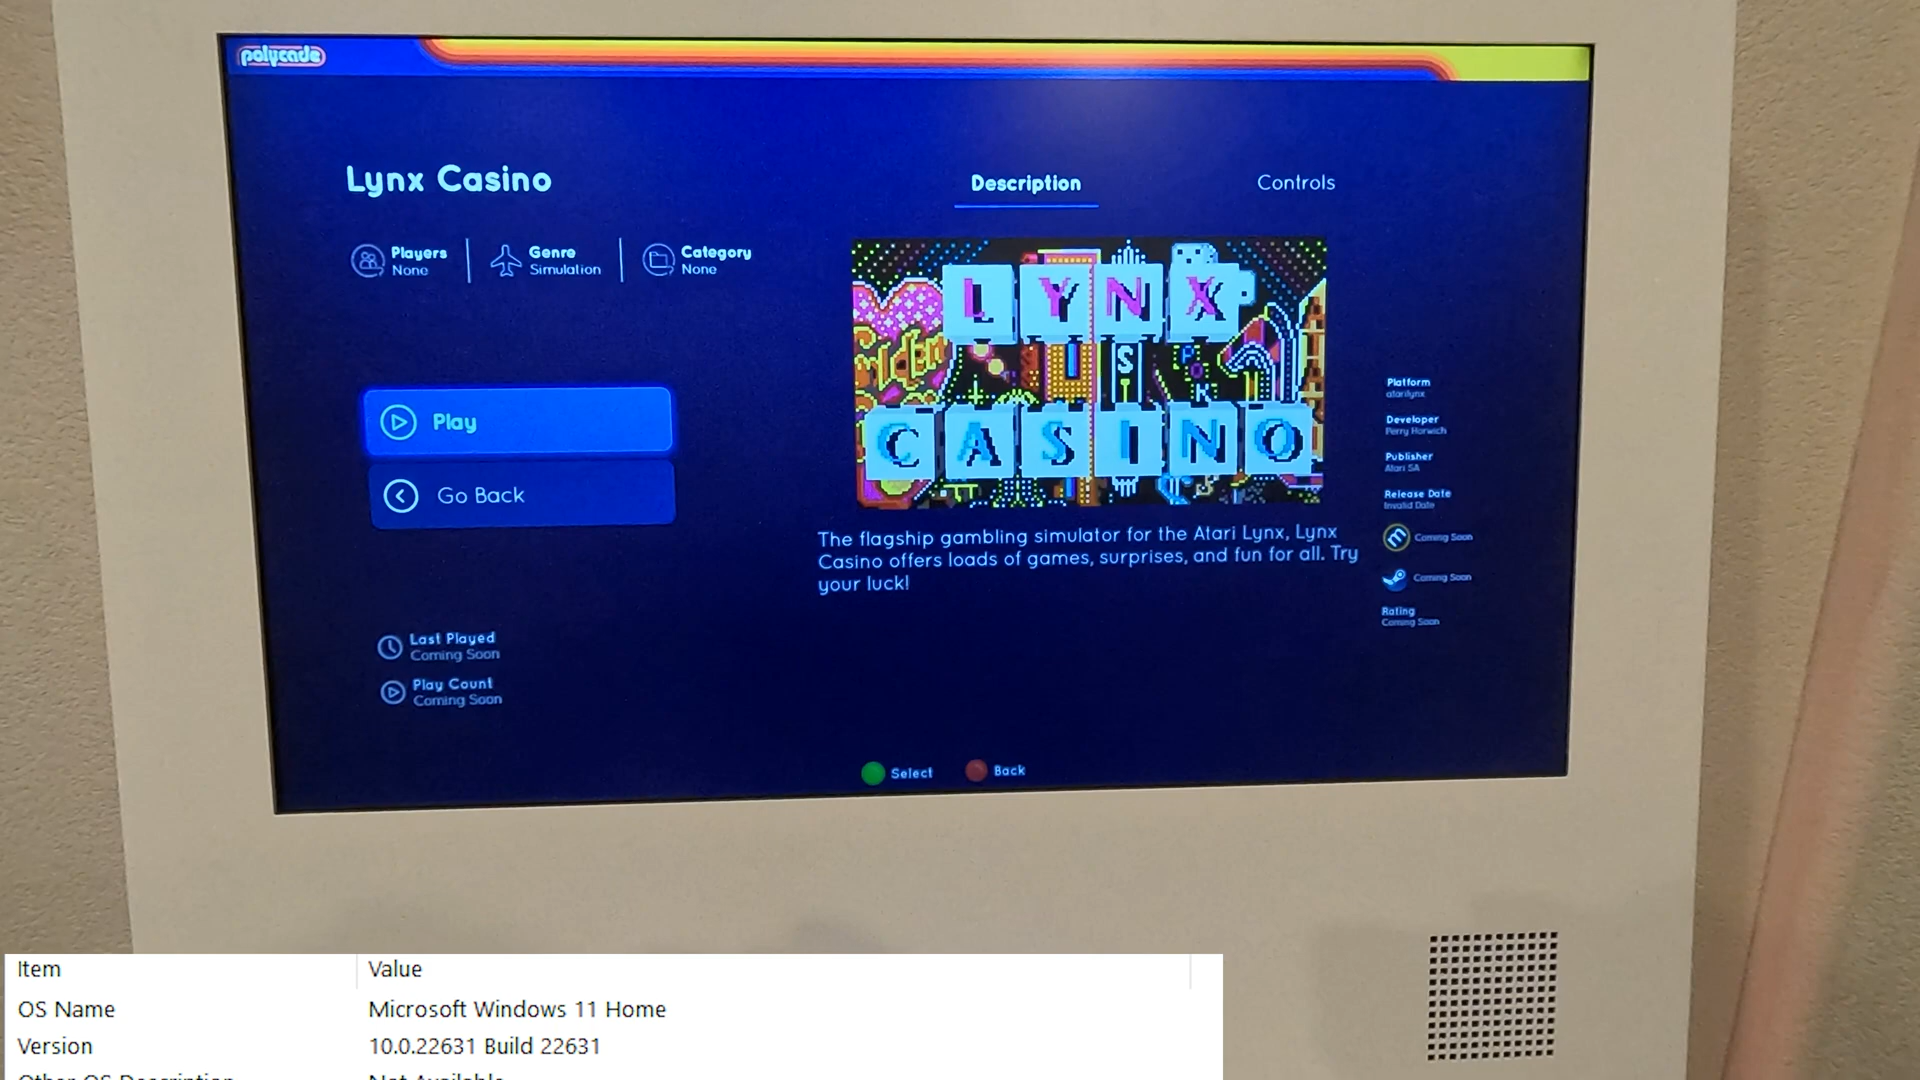 polycade
Lynx Casino
Description
Controls
Players
None
Genre
Simulation
Category
None
LYNX
CASINO
Play
Go Back
The flagship gambling simulator for the Atari Lynx, Lynx
Casino offers loads of games, surprises, and fun for all. Try
your luck!
Platform
atarilynx
Developer
Perry Horwich
Publisher
Atari SA
Release Date
Invalid Date
Coming Soon
Coming Soon
Rating
Coming Soon
Last Played
Coming Soon
Play Count
Coming Soon
Select
Back
Item Value
OS Name Microsoft Windows 11 Home
Version 10.0.22631 Build 22631